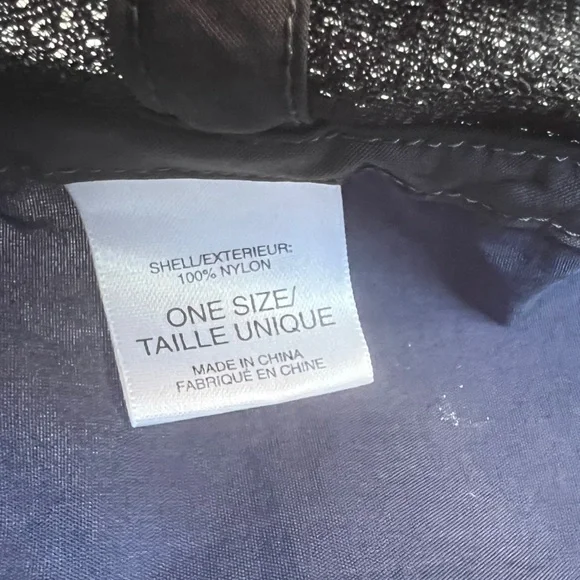 SHELL/EXTERIEUR:
100% NYLON
ONE SIZE/
TAILLE UNIQUE
MADE IN CHINA
FABRIQUÉ EN CHINE